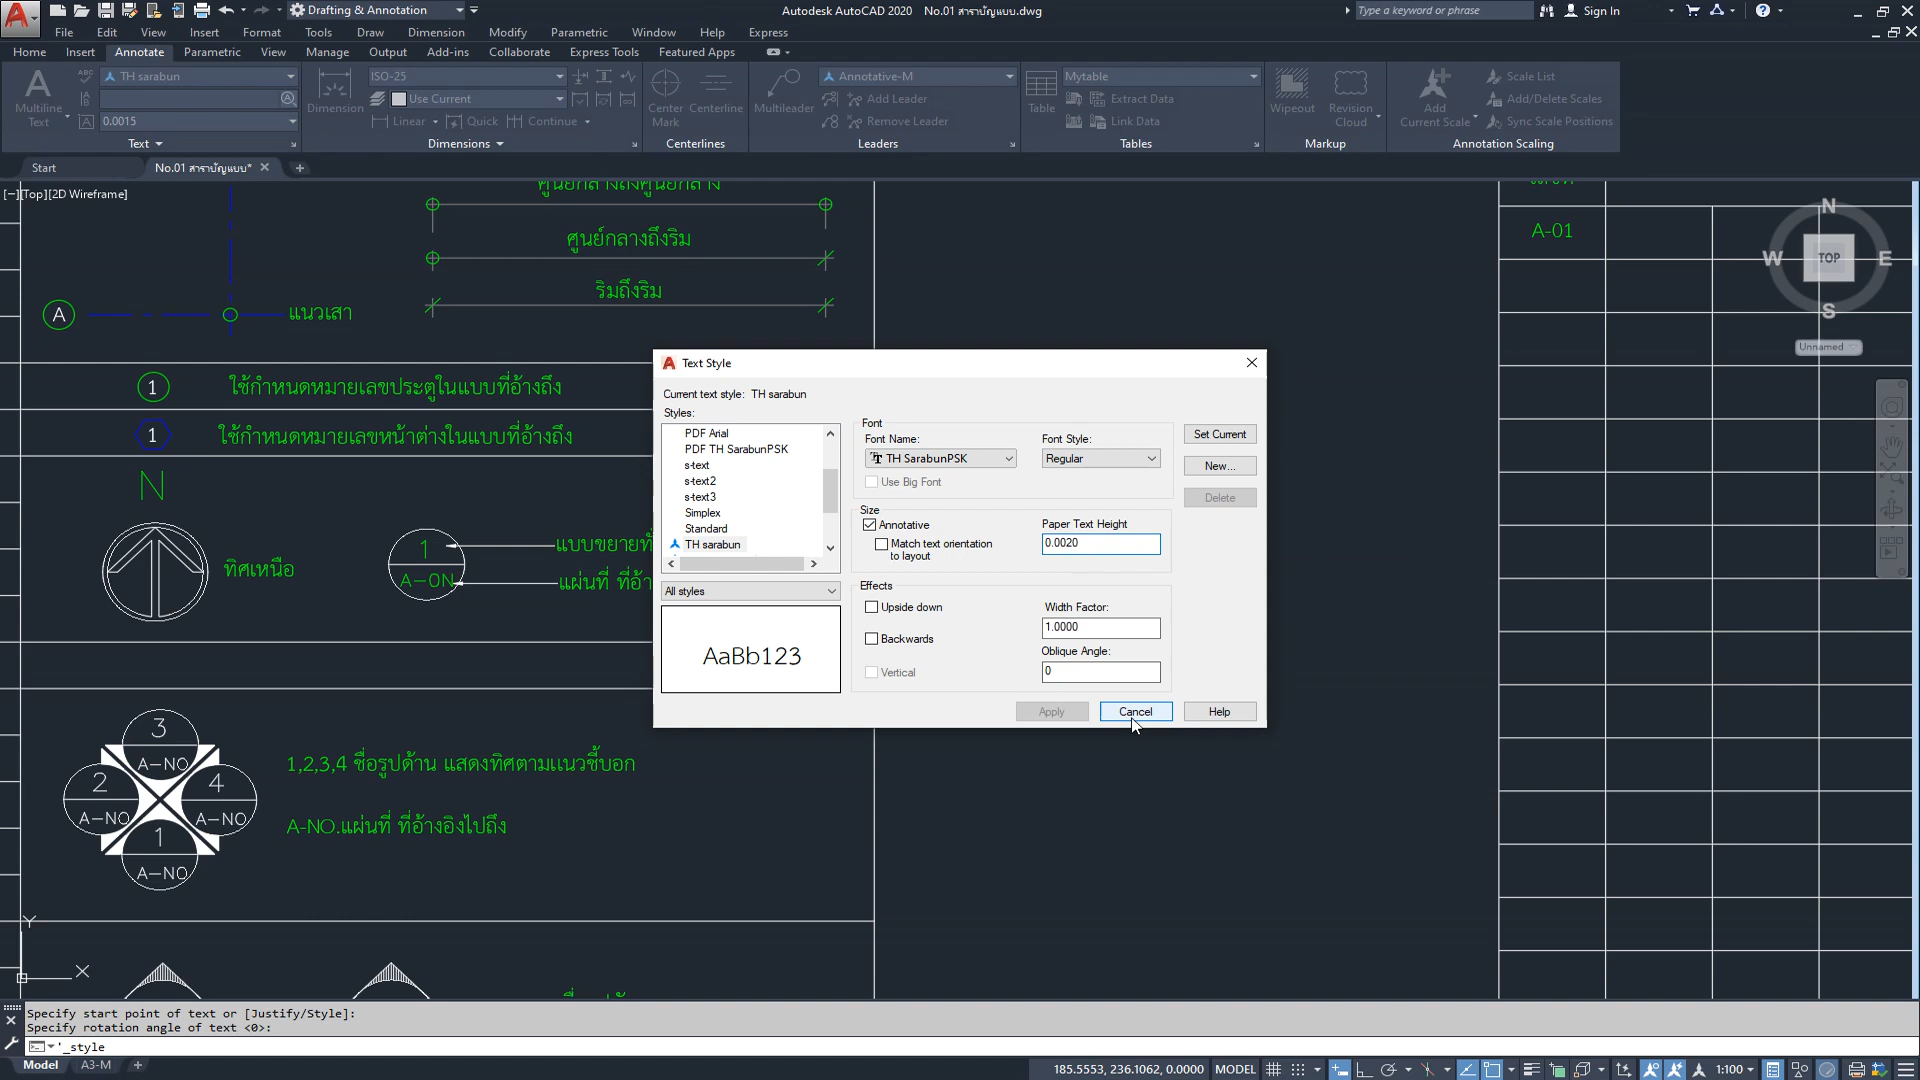 Drafting & Annotation
Autodesk AutoCAD 2020 No.01 สารบัญแบบ.dwg
Type a keyword or phrase
Sign In
File Edit View Insert Format Tools Draw Dimension Modify Parametric Window Help Express
Home Insert Annotate Parametric View Manage Output Add-ins Collaborate Express Tools Featured Apps
Multiline Text
TH sarabun
0.0015
Text
Dimension
ISO-25
Use Current
Linear Quick Continue
Dimensions
Center Mark
Centerline
Centerlines
Multileader
Annotative-M
Add Leader
Remove Leader
Leaders
Table
Mytable
Extract Data
Link Data
Tables
Wipeout
Revision Cloud
Markup
Add Current Scale
Scale List
Add/Delete Scales
Sync Scale Positions
Annotation Scaling
Start
No.01 สารบัญแบบ*
[−][Top][2D Wireframe]
ศูนย์กลางถึงศูนย์กลาง
ศูนย์กลางถึงริม
ริมถึงริม
A
แนวเสา
1 ใช้กำหนดหมายเลขประตูในแบบที่อ้างถึง
1 ใช้กำหนดหมายเลขหน้าต่างในแบบที่อ้างถึง
N
ทิศเหนือ
1
A-ON
แบบขยายที่
แผ่นที่ ที่อ้า
3
A-NO
2
A-NO
4
A-NO
1
A-NO
1,2,3,4 ชื่อรูปด้าน แสดงทิศตามแนวชี้บอก
A-NO.แผ่นที่ ที่อ้างอิงไปถึง
Y
X
A-01
N
W TOP E
S
Unnamed
Text Style
Current text style: TH sarabun
Styles:
PDF Arial
PDF TH SarabunPSK
s-text
s-text2
s-text3
Simplex
Standard
TH sarabun
All styles
AaBb123
Font
Font Name:
TH SarabunPSK
Font Style:
Regular
Use Big Font
Size
Annotative
Match text orientation
to layout
Paper Text Height
0.0020
Effects
Upside down
Backwards
Vertical
Width Factor:
1.0000
Oblique Angle:
0
Set Current
New...
Delete
Apply
Cancel
Help
Specify start point of text or [Justify/Style]:
Specify rotation angle of text <0>:
'_style
Model A3-M
185.5553, 236.1062, 0.0000 MODEL
1:100